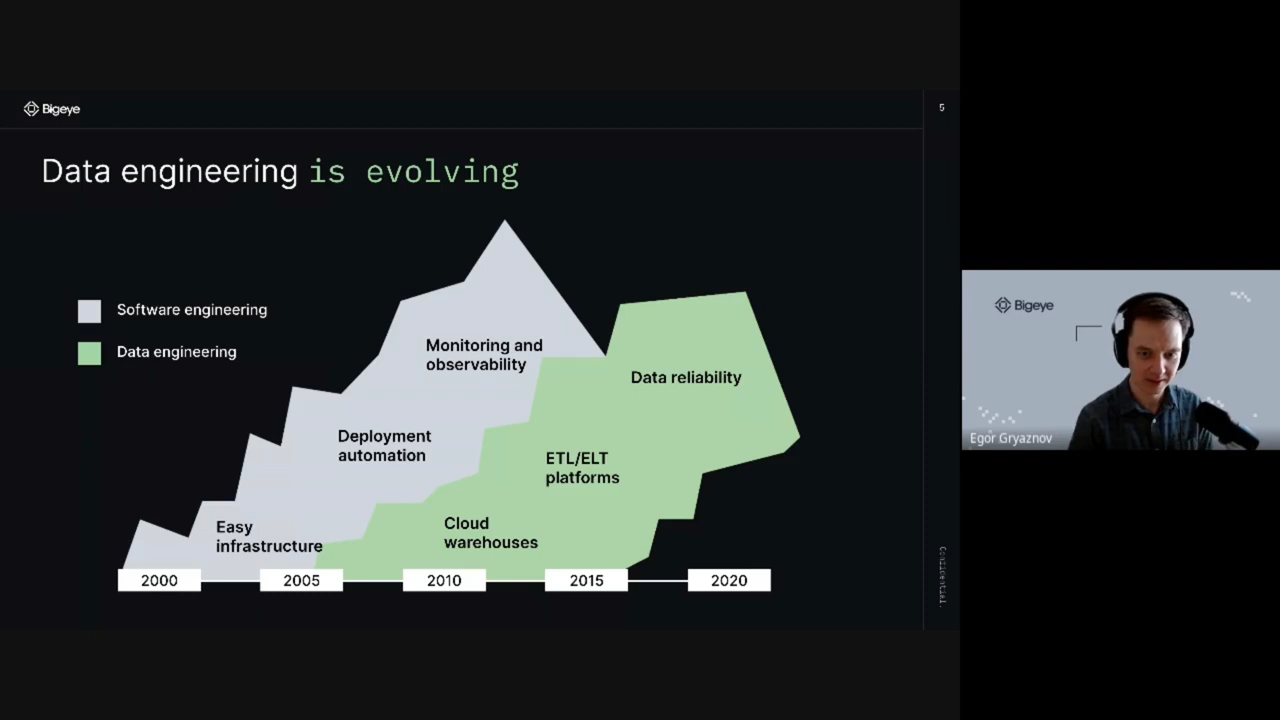 Bigeye
5
Data engineering is evolving
Software engineering
Data engineering
Monitoring and
observability
Data reliability
Deployment
automation
ETL/ELT
platforms
Easy
infrastructure
Cloud
warehouses
2000
2005
2010
2015
2020
Confidential.
Bigeye
Egor Gryaznov